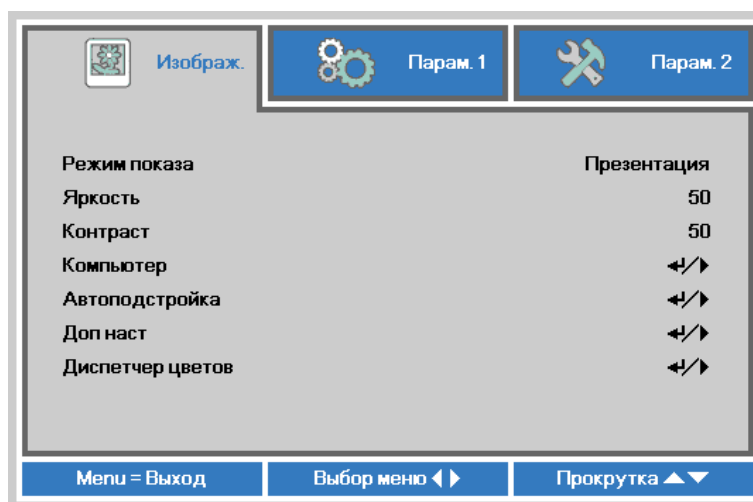 Изображ. Парам. 1 Парам. 2
Режим показа Презентация
Яркость 50
Контраст 50
Компьютер
Автоподстройка
Доп наст
Диспетчер цветов
Menu = Выход Выбор меню Прокрутка